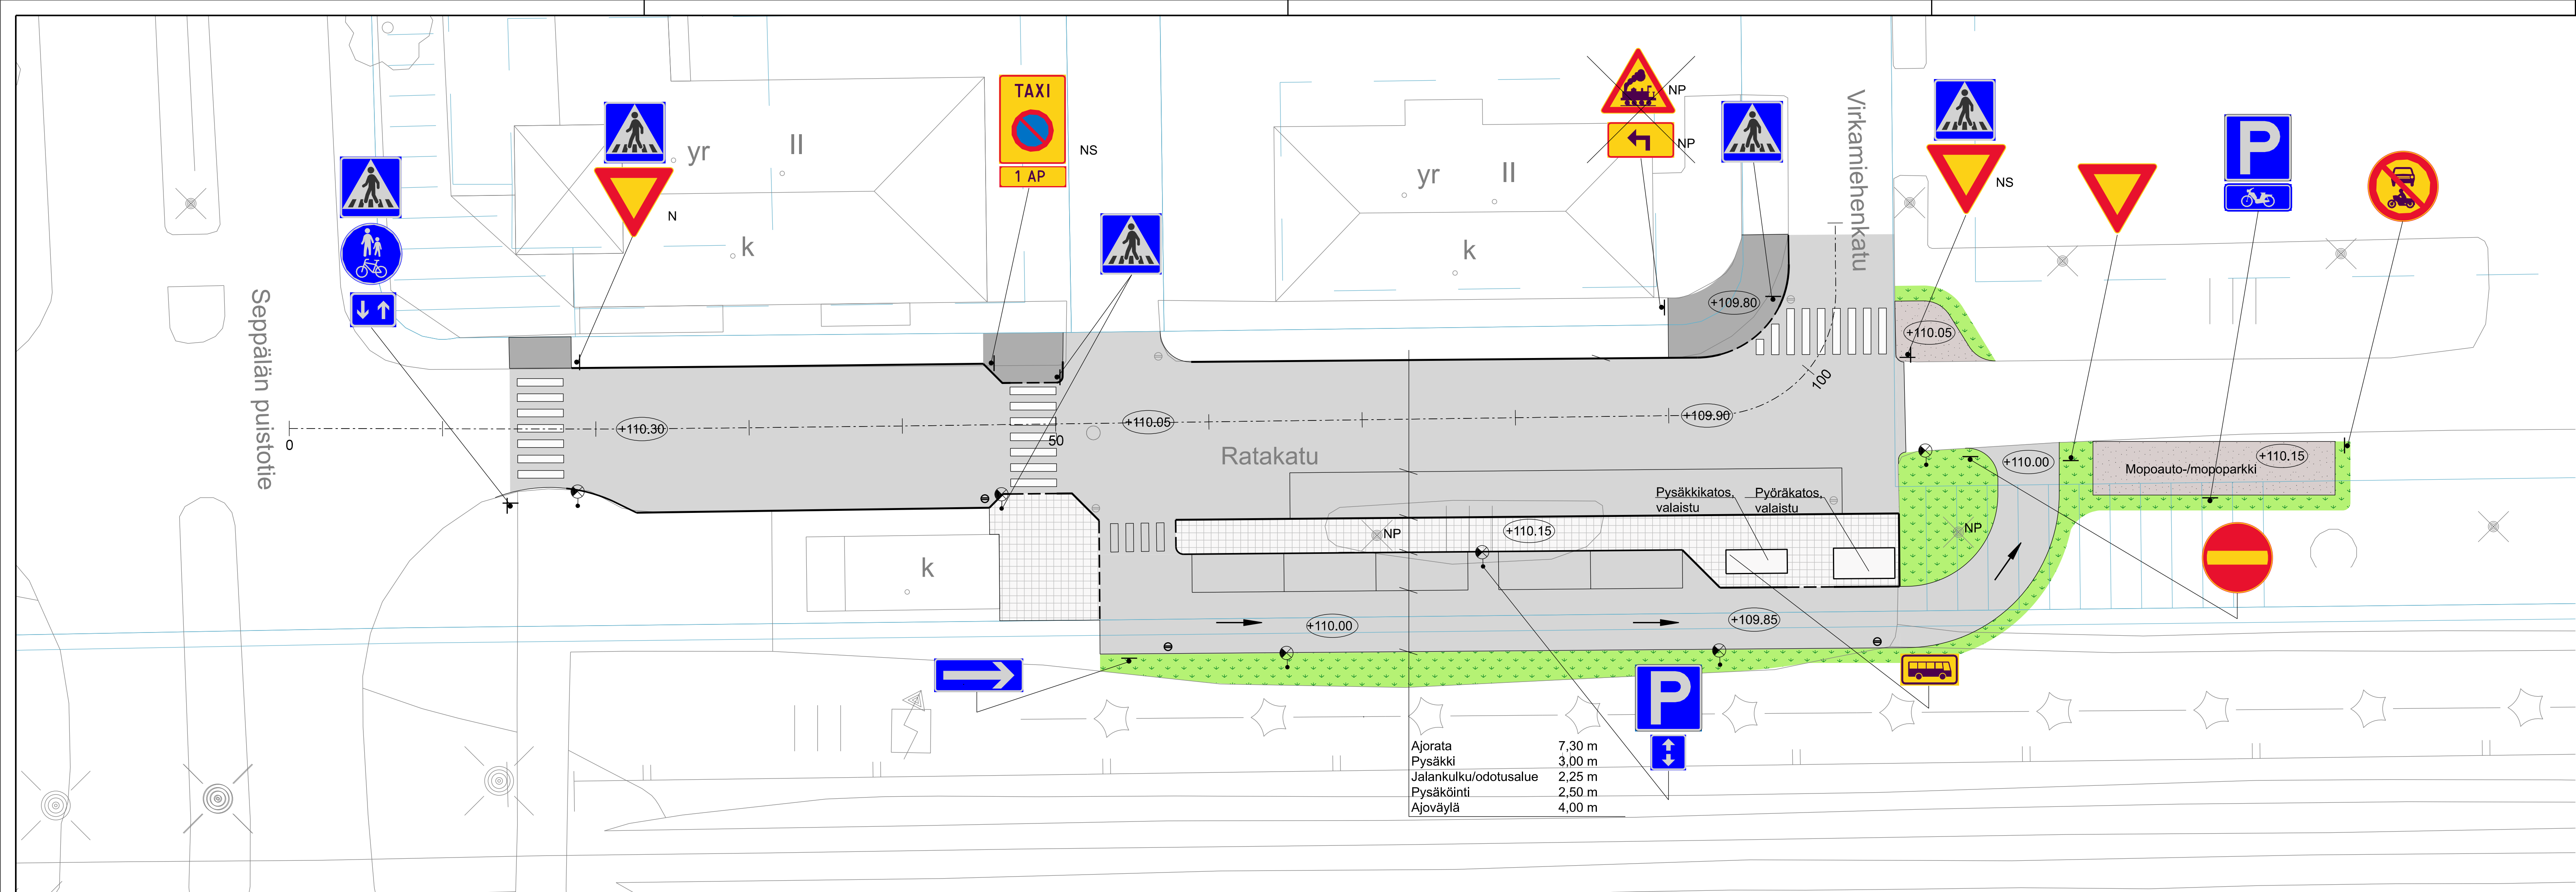 TAXI
1 AP
NS
NP
NP
N
yr
II
k
yr
II
k
Virkamiehenkatu
NS
P
Seppälän puistotie
+109.80
+110.05
100
0
+110.30
50
+110.05
+109.90
Ratakatu
+110.00
Mopoauto-/mopoparkki
+110.15
Pysäkkikatos,
valaistu
Pyöräkatos,
valaistu
NP
+110.15
NP
k
+110.00
+109.85
P
Ajorata 7,30 m
Pysäkki 3,00 m
Jalankulku/odotusalue 2,25 m
Pysäköinti 2,50 m
Ajoväylä 4,00 m